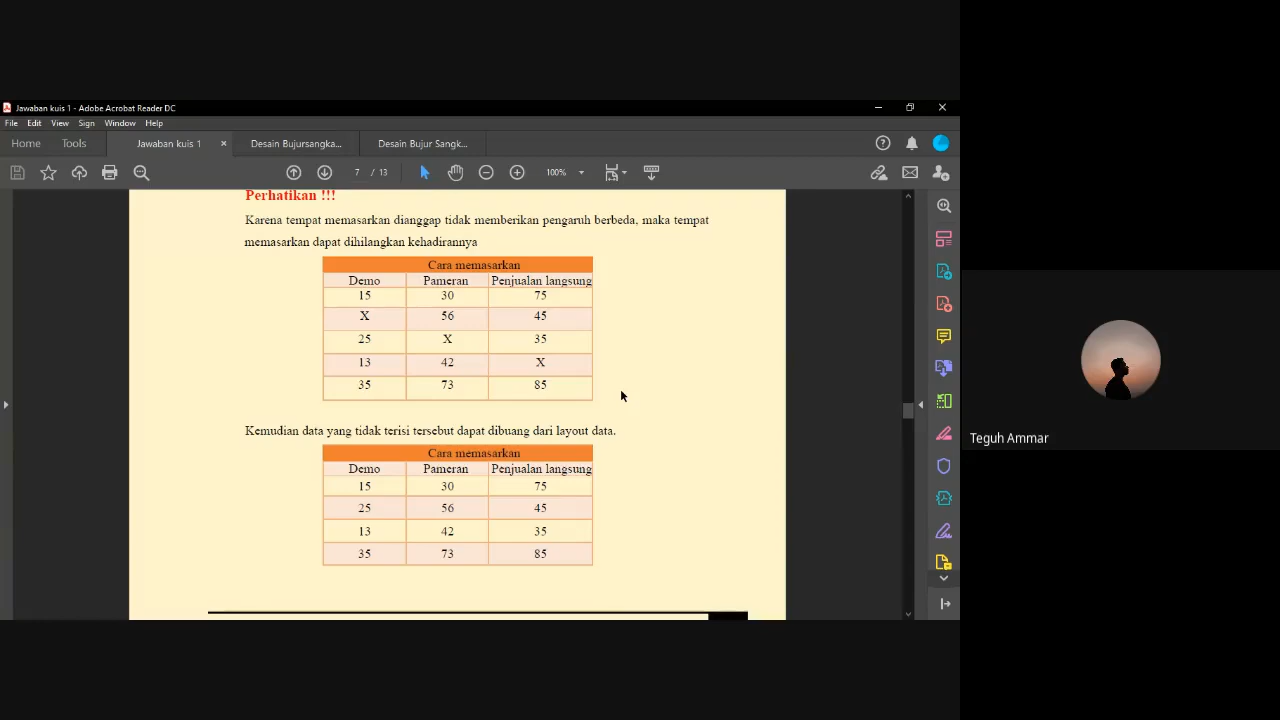 Jawaban kuis 1 - Adobe Acrobat Reader DC
File Edit View Sign Window Help
Home Tools Jawaban kuis 1 × Desain Bujursangka... Desain Bujur Sangk...
7 / 13 100%
Perhatikan !!!
Karena tempat memasarkan dianggap tidak memberikan pengaruh berbeda, maka tempat
memasarkan dapat dihilangkan kehadirannya
Cara memasarkan
Demo Pameran Penjualan langsung
15 30 75
X 56 45
25 X 35
13 42 X
35 73 85
Kemudian data yang tidak terisi tersebut dapat dibuang dari layout data.
Cara memasarkan
Demo Pameran Penjualan langsung
15 30 75
25 56 45
13 42 35
35 73 85
Teguh Ammar